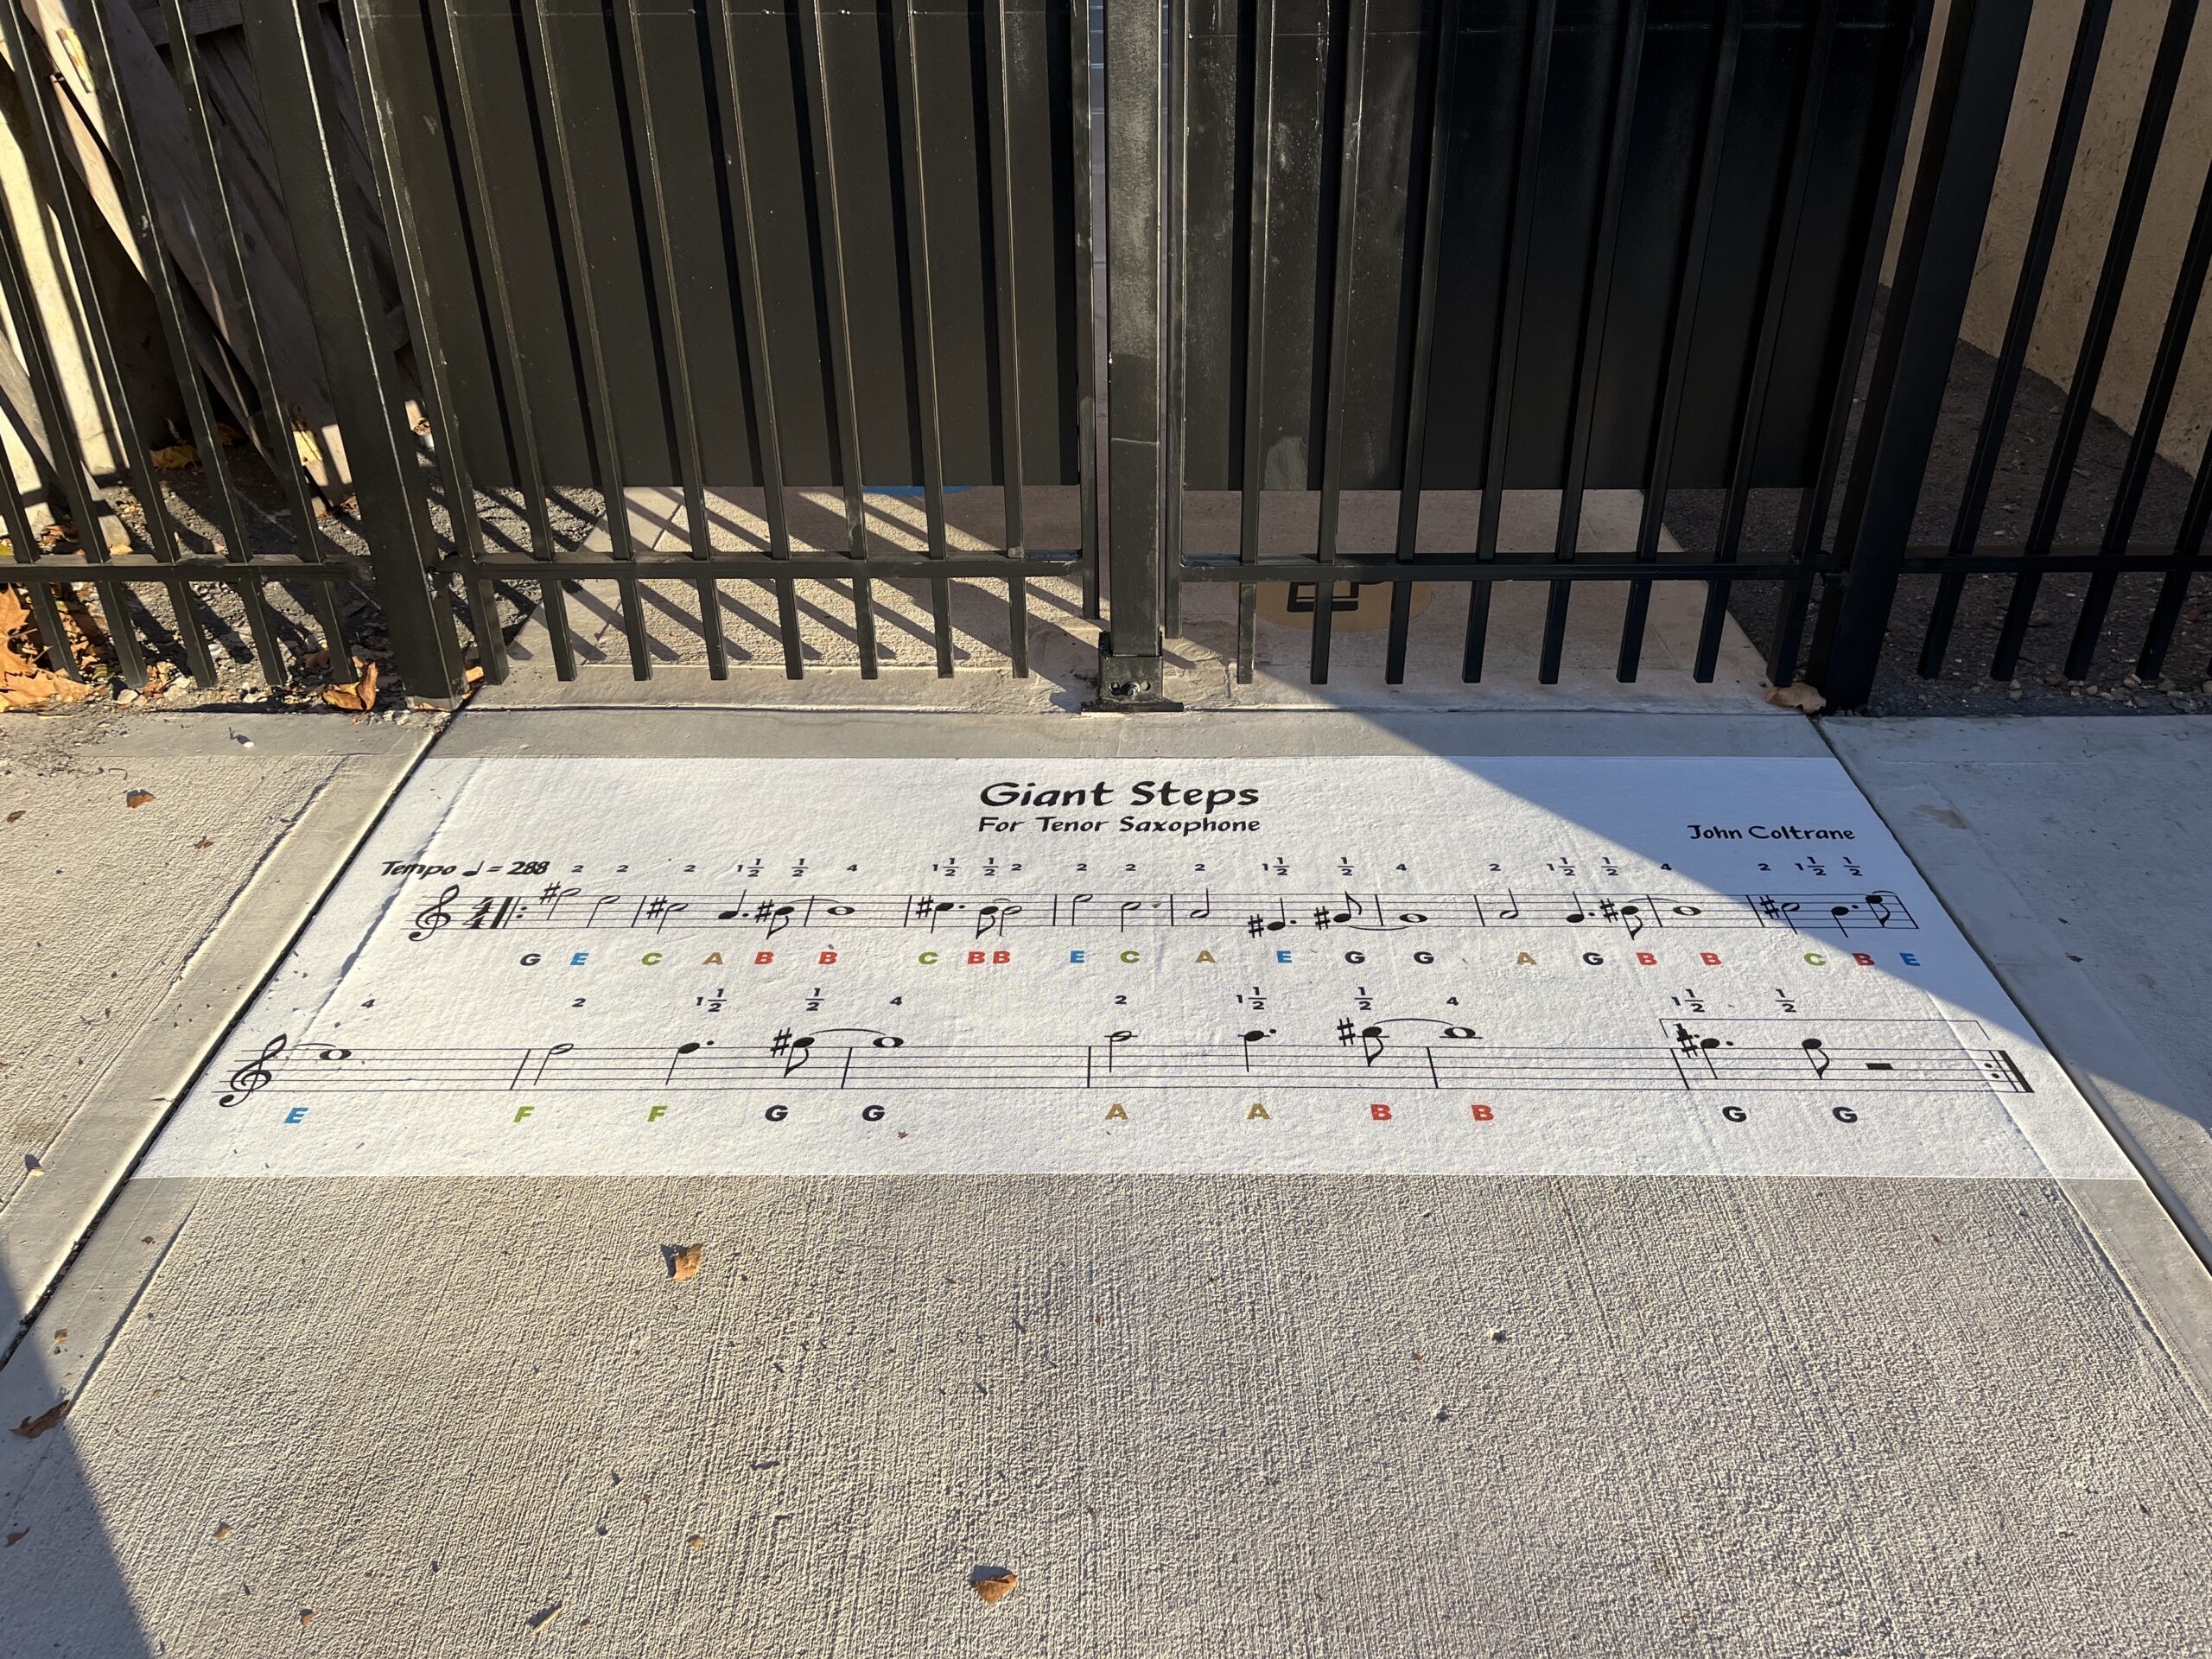 Giant Steps
For Tenor Saxophone
John Coltrane
Tempo ♩ = 288 2 2 2 1½ ½ 4 1½ ½ 2 2 2 2 1½ ½ 4 2 1½ ½ 4 2 1½ ½
4/4
G E C A B B C B B E C A E G G A G B B C B E
4 2 1½ ½ 4 2 1½ ½ 4 1½ ½
E F F G G A A B B G G